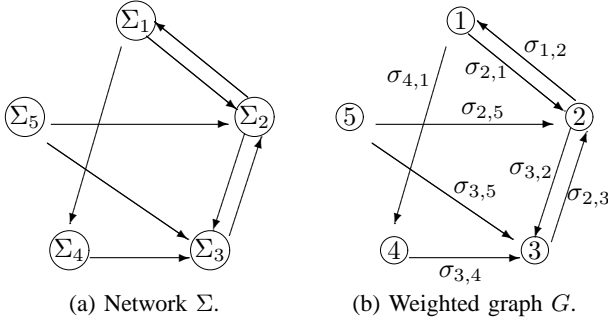 Σ₁
Σ₂
Σ₅
Σ₄
Σ₃
(a) Network Σ.
1
σ₁,₂
σ₂,₁
σ₄,₁
5
σ₂,₅
2
σ₃,₂
σ₃,₅
σ₂,₃
4
3
σ₃,₄
(b) Weighted graph G.